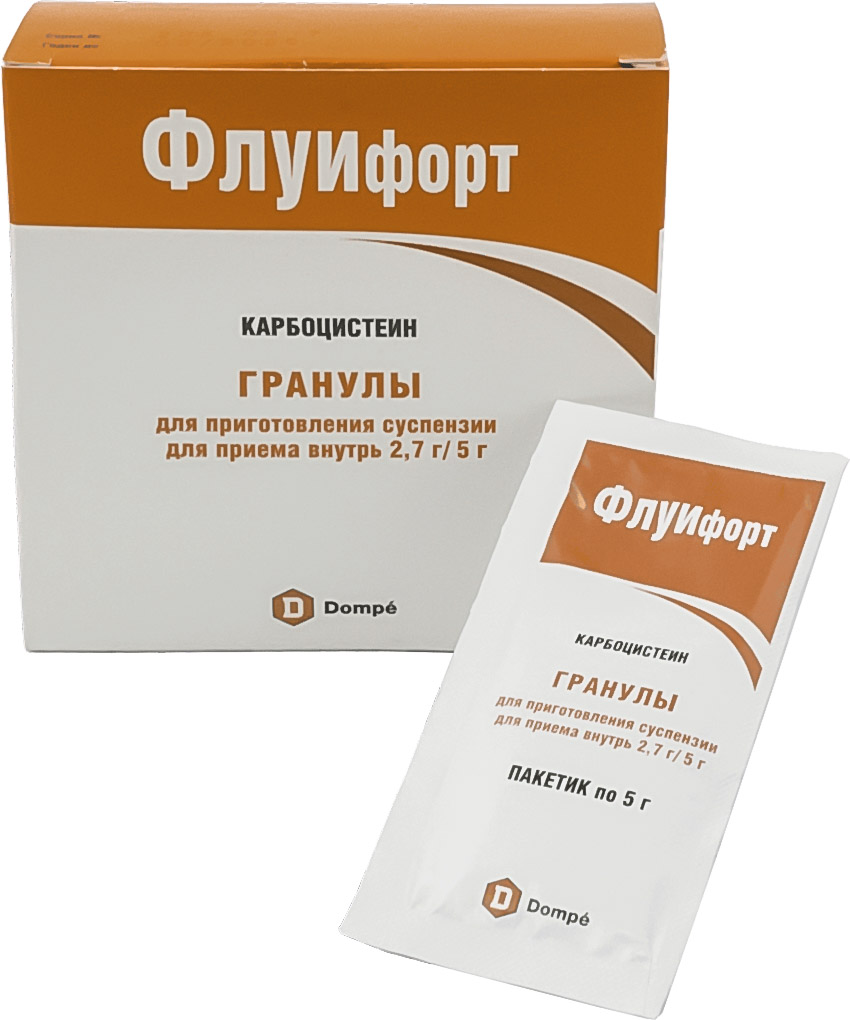 Флуифорт
КАРБОЦИСТЕИН
ГРАНУЛЫ
для приготовления суспензии
для приема внутрь 2,7 г/ 5 г
D Dompé
Флуифорт
КАРБОЦИСТЕИН
ГРАНУЛЫ
для приготовления суспензии
для приема внутрь 2,7 г/ 5 г
ПАКЕТИК по 5 г
D Dompé